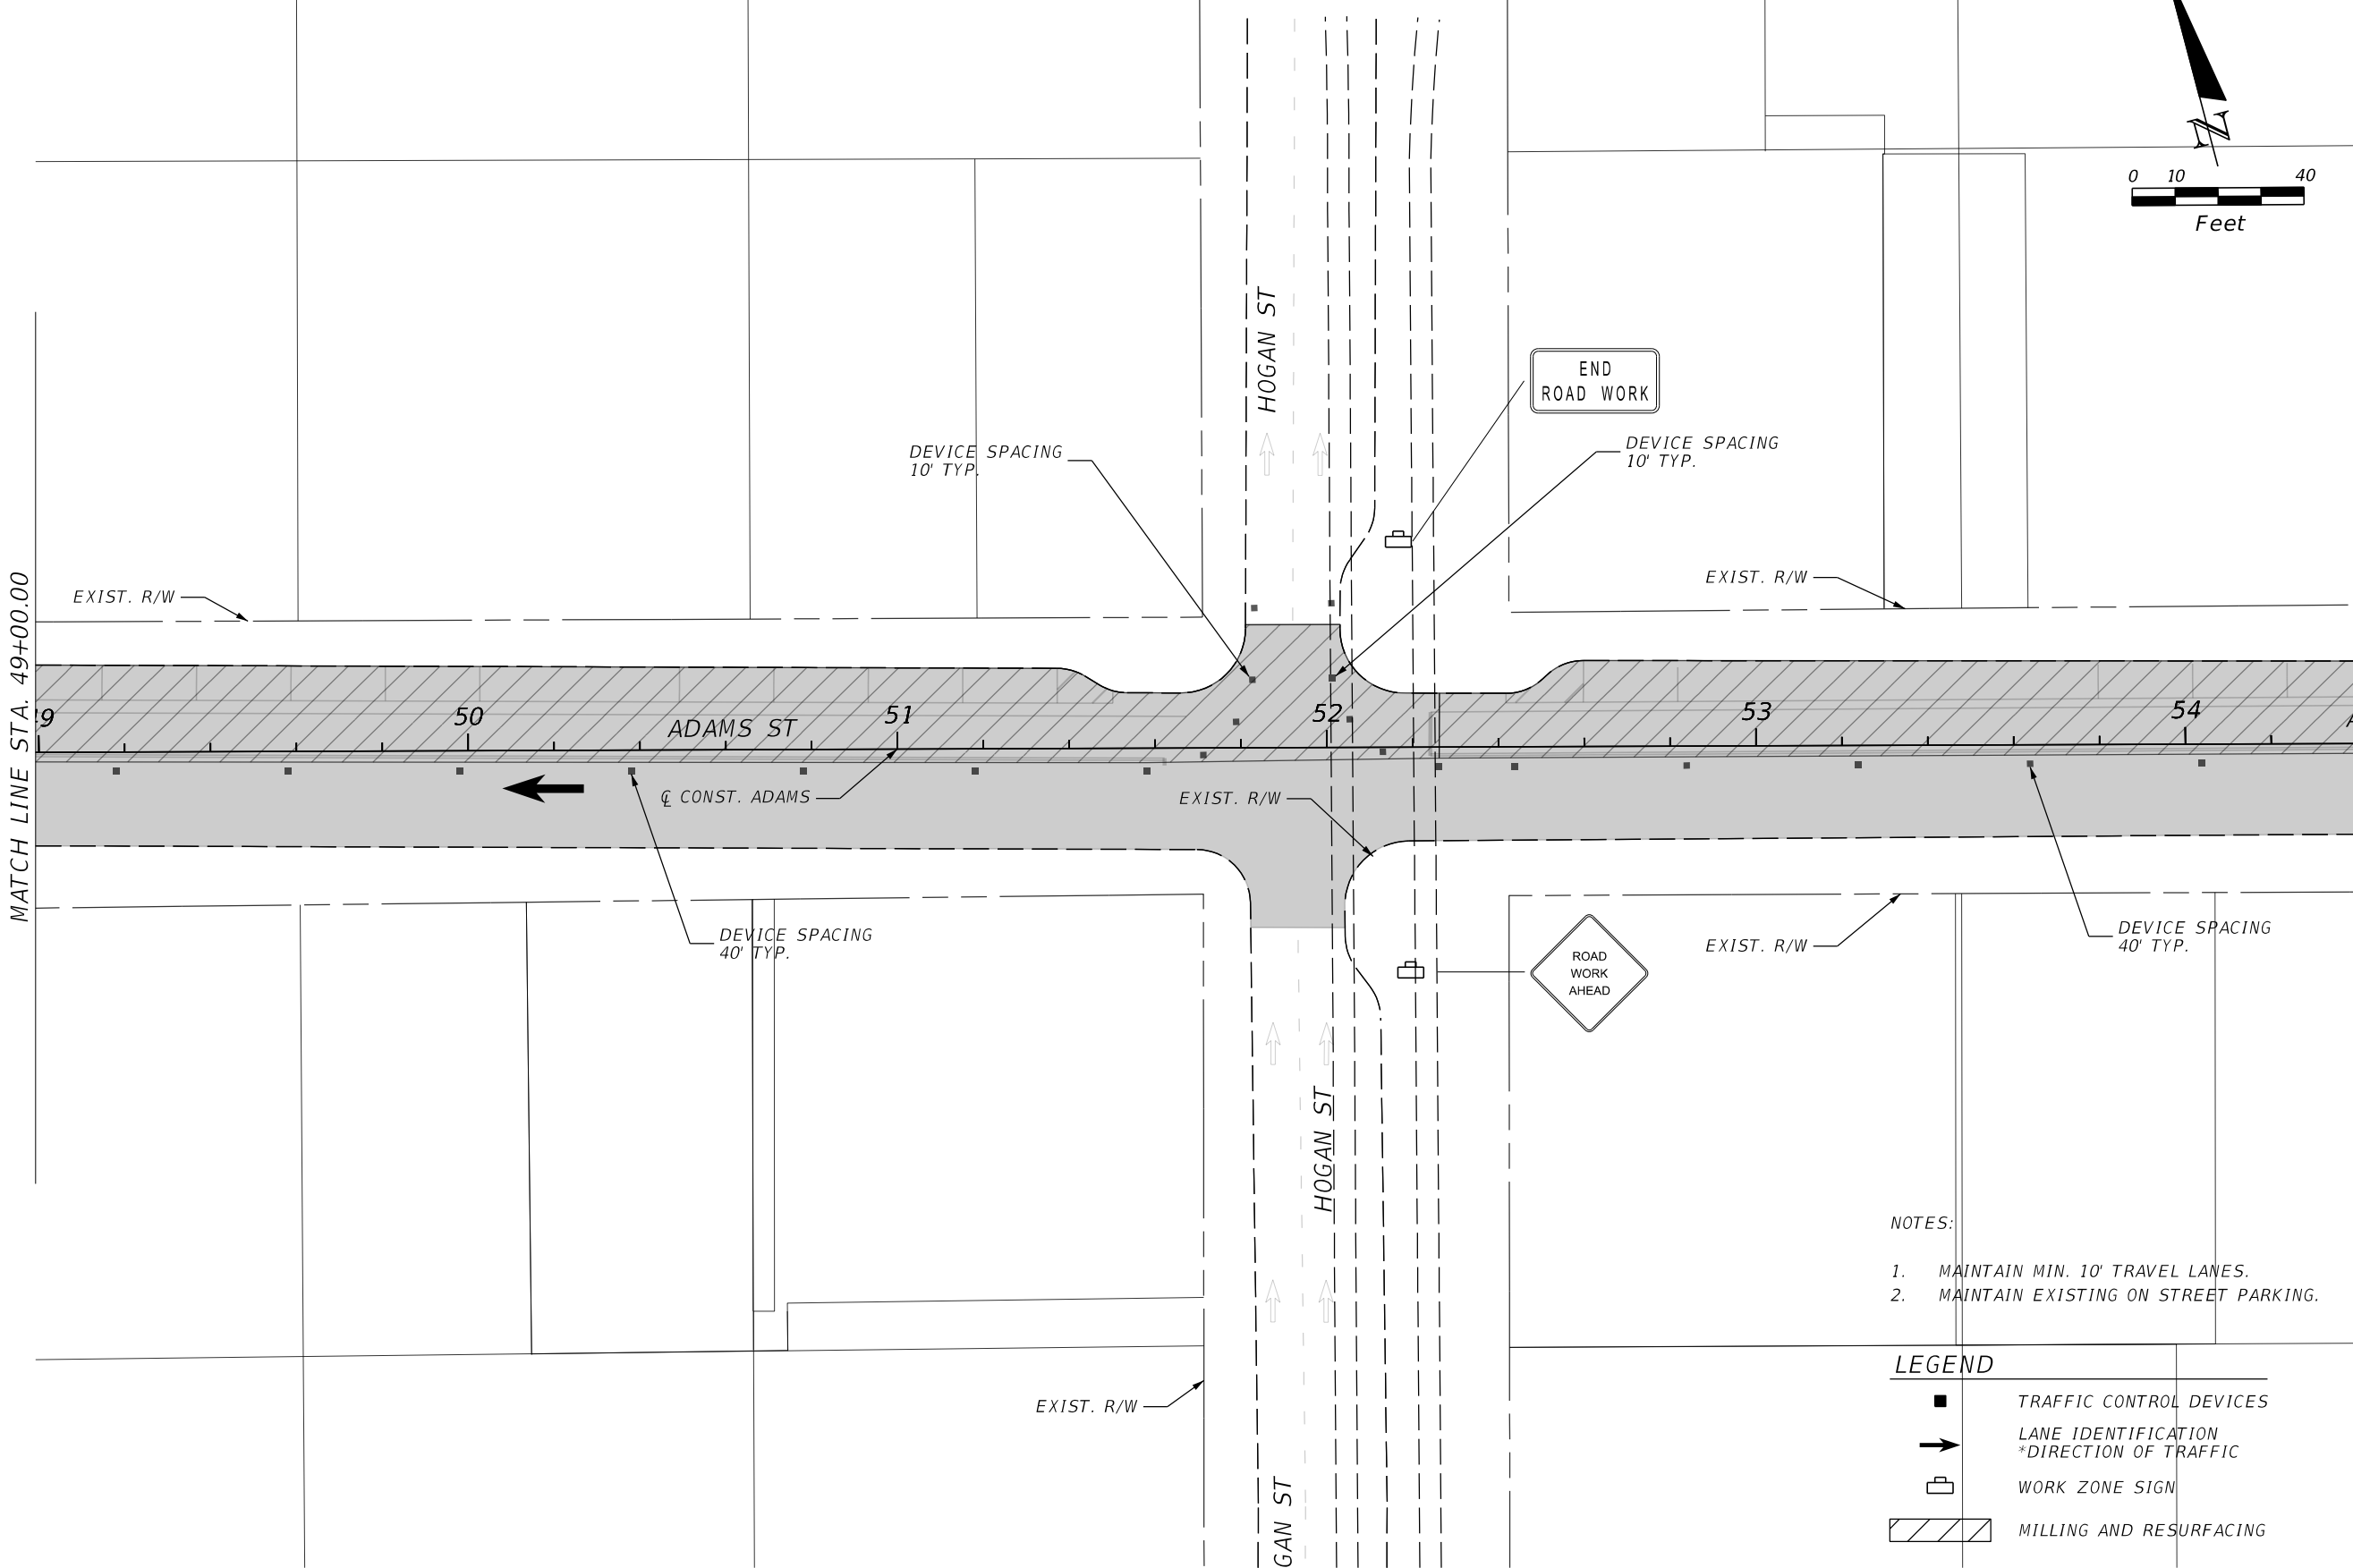 N
0 10 40
Feet
HOGAN ST
END
ROAD WORK
DEVICE SPACING
10' TYP.
DEVICE SPACING
10' TYP.
EXIST. R/W
EXIST. R/W
MATCH LINE STA. 49+00.00
49
50
51
52
53
54
ADAMS ST
℄ CONST. ADAMS
EXIST. R/W
DEVICE SPACING
40' TYP.
EXIST. R/W
DEVICE SPACING
40' TYP.
ROAD
WORK
AHEAD
HOGAN ST
NOTES:
1. MAINTAIN MIN. 10' TRAVEL LANES.
2. MAINTAIN EXISTING ON STREET PARKING.
EXIST. R/W
GAN ST
LEGEND
TRAFFIC CONTROL DEVICES
LANE IDENTIFICATION
*DIRECTION OF TRAFFIC
WORK ZONE SIGN
MILLING AND RESURFACING